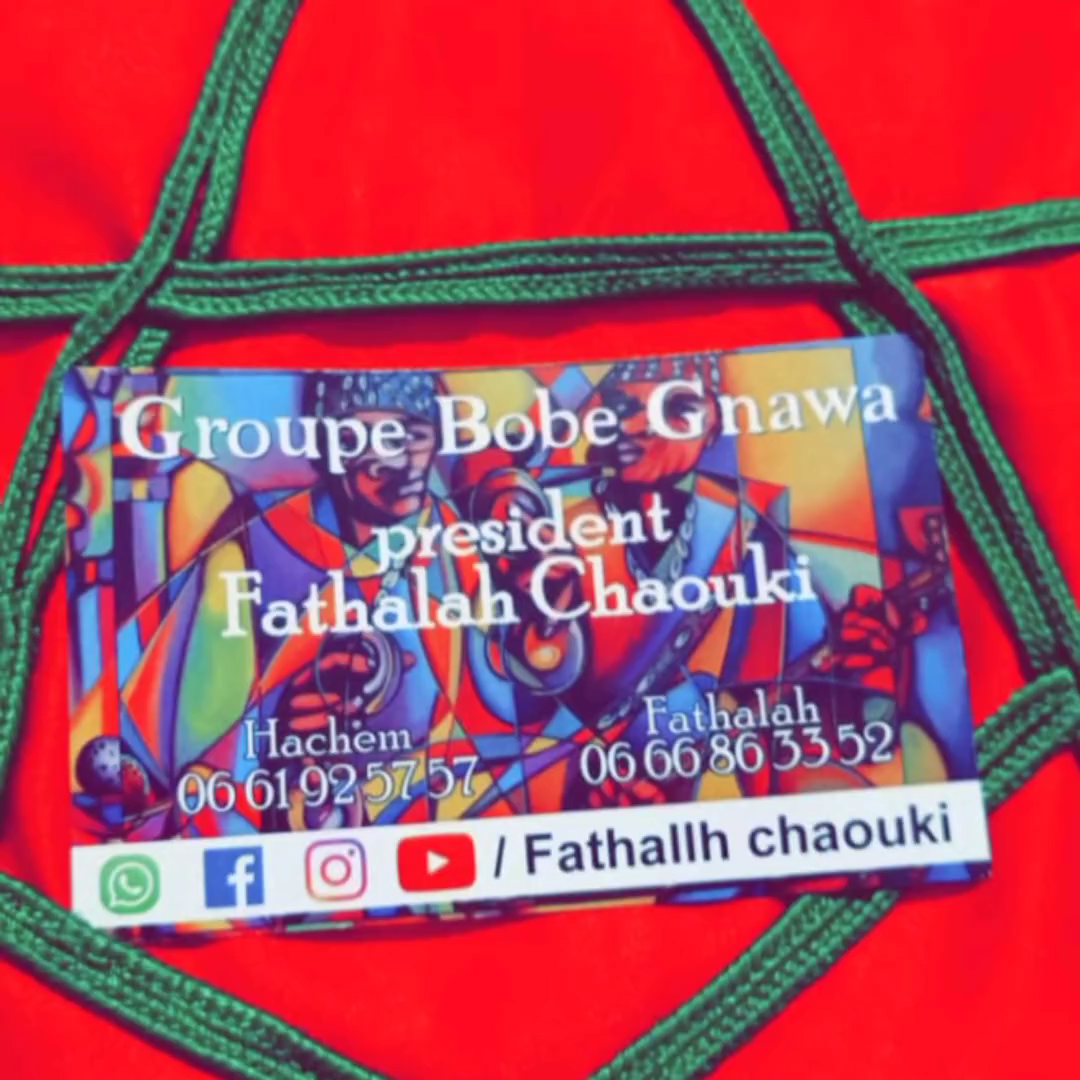 Groupe Bobe Gnawa
president
Fathalah Chaouki
Hachem
06 61 92 57 57
Fathalah
06 66 86 33 52
/ Fathallh chaouki